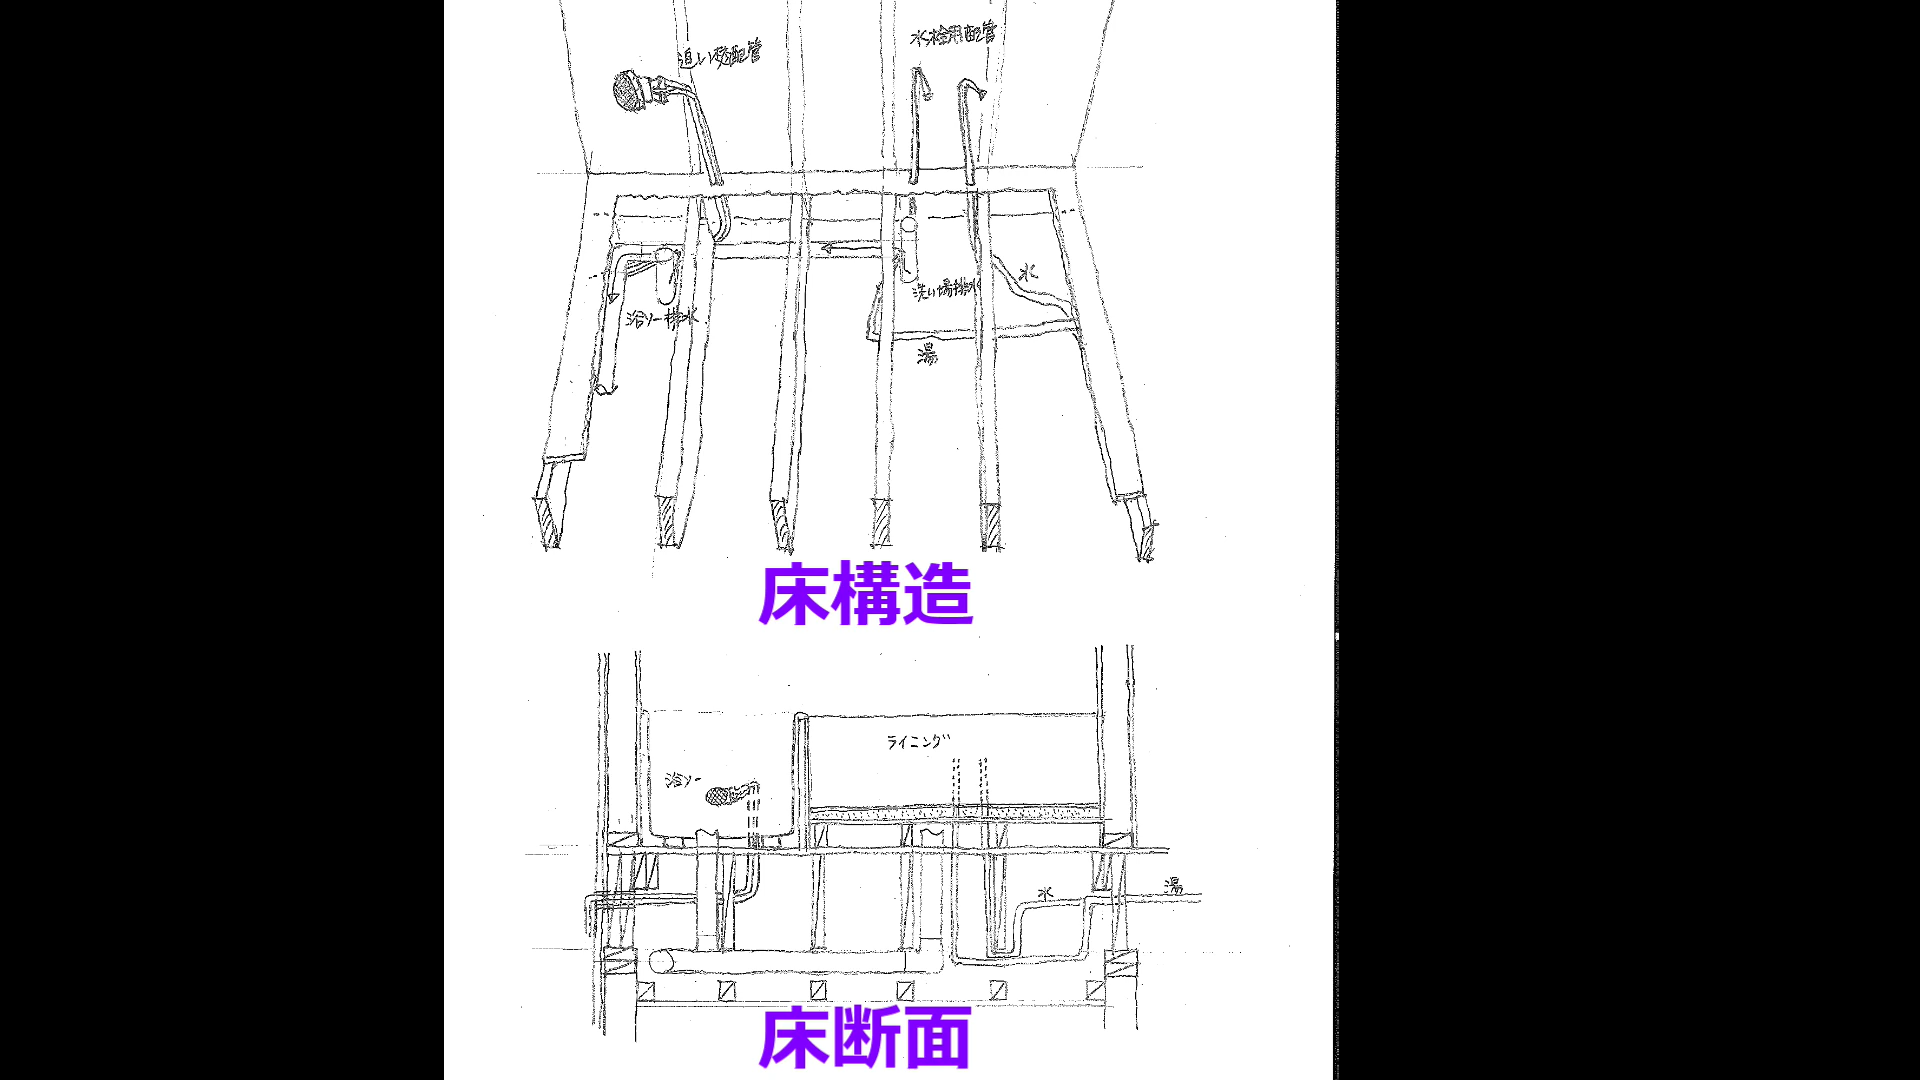 追い焚配管
水栓用配管
水
洗い場排水
浴ソー排水
湯
床構造
ライニング
浴ソー
水
湯
床断面